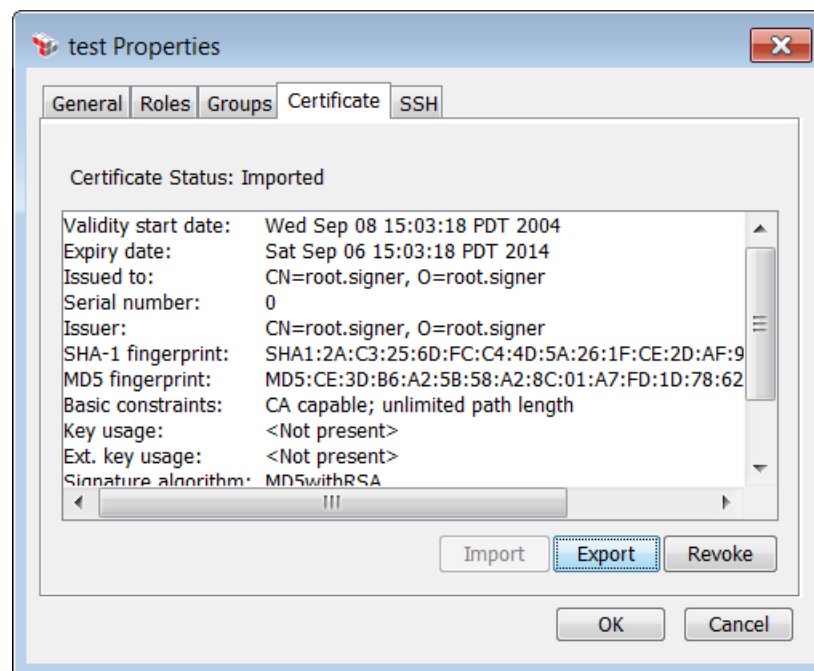 test Properties
General Roles Groups Certificate SSH
Certificate Status: Imported
Validity start date: Wed Sep 08 15:03:18 PDT 2004
Expiry date: Sat Sep 06 15:03:18 PDT 2014
Issued to: CN=root.signer, O=root.signer
Serial number: 0
Issuer: CN=root.signer, O=root.signer
SHA-1 fingerprint: SHA1:2A:C3:25:6D:FC:C4:4D:5A:26:1F:CE:2D:AF:9
MD5 fingerprint: MD5:CE:3D:B6:A2:5B:58:A2:8C:01:A7:FD:1D:78:62
Basic constraints: CA capable; unlimited path length
Key usage: <Not present>
Ext. key usage: <Not present>
Signature algorithm: MD5withRSA
Import Export Revoke
OK Cancel